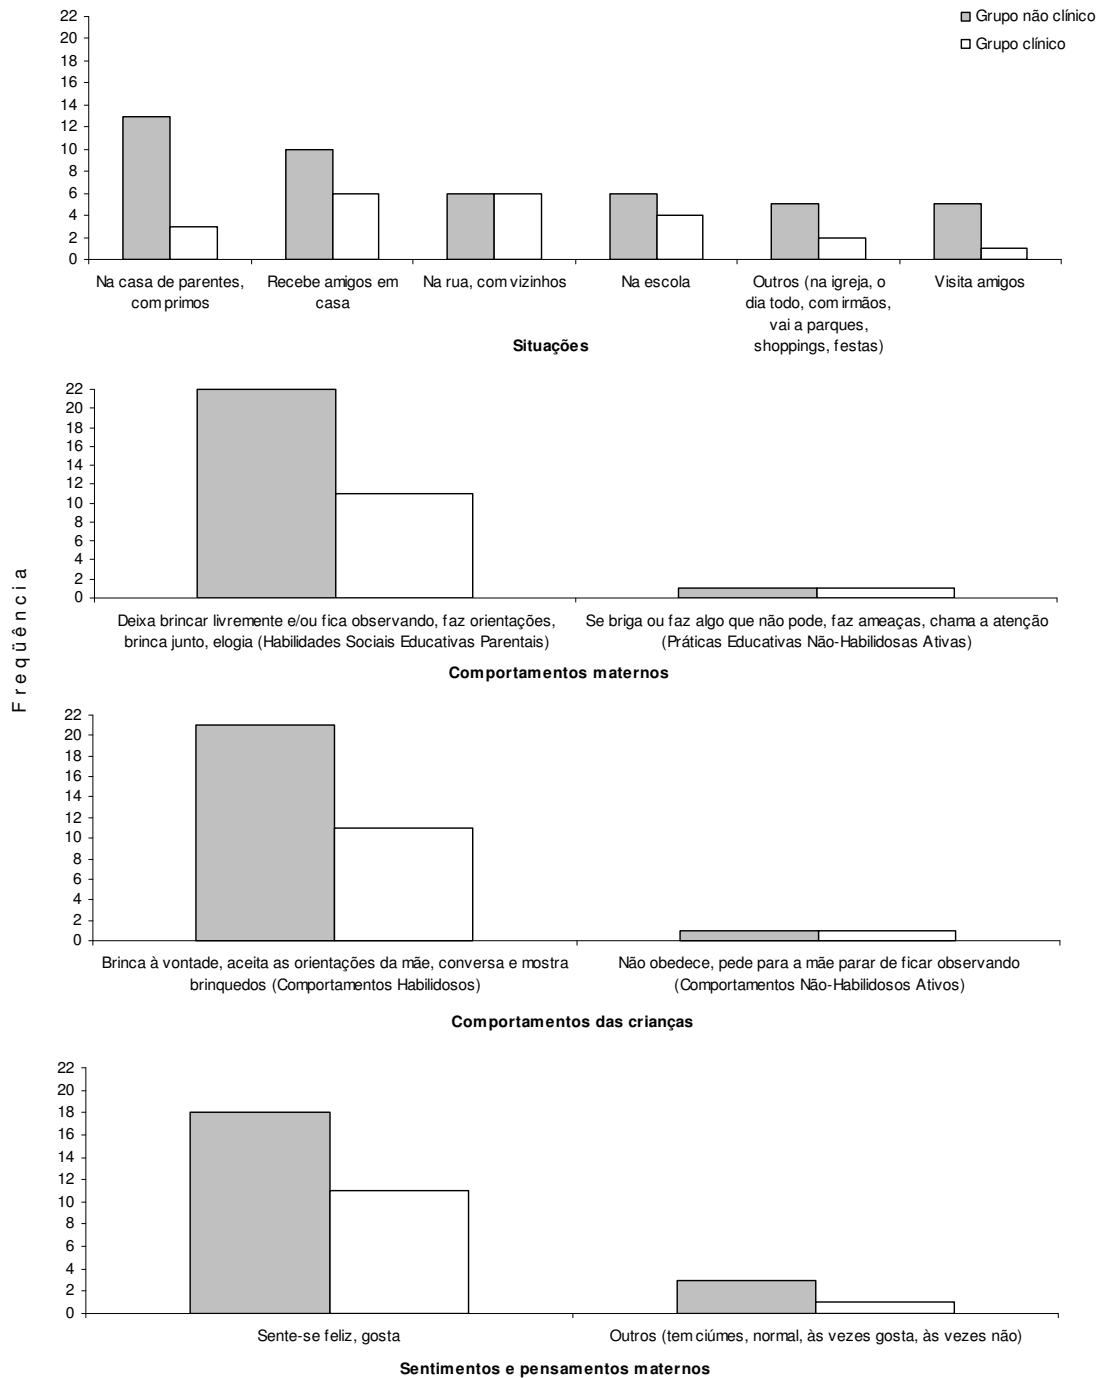 Grupo não clínico
Grupo clínico
22
20
18
16
14
12
10
8
6
4
2
0
Na casa de parentes, com primos
Recebe amigos em casa
Na rua, com vizinhos
Na escola
Outros (na igreja, o dia todo, com irmãos, vai a parques, shoppings, festas)
Visita amigos
Situações
Freqüência
22
20
18
16
14
12
10
8
6
4
2
0
Deixa brincar livremente e/ou fica observando, faz orientações,
brinca junto, elogia (Habilidades Sociais Educativas Parentais)
Se briga ou faz algo que não pode, faz ameaças, chama a atenção
(Práticas Educativas Não-Habilidosas Ativas)
Comportamentos maternos
22
20
18
16
14
12
10
8
6
4
2
0
Brinca à vontade, aceita as orientações da mãe, conversa e mostra
brinquedos (Comportamentos Habilidosos)
Não obedece, pede para a mãe parar de ficar observando
(Comportamentos Não-Habilidosos Ativos)
Comportamentos das crianças
22
20
18
16
14
12
10
8
6
4
2
0
Sente-se feliz, gosta
Outros (tem ciúmes, normal, às vezes gosta, às vezes não)
Sentimentos e pensamentos maternos